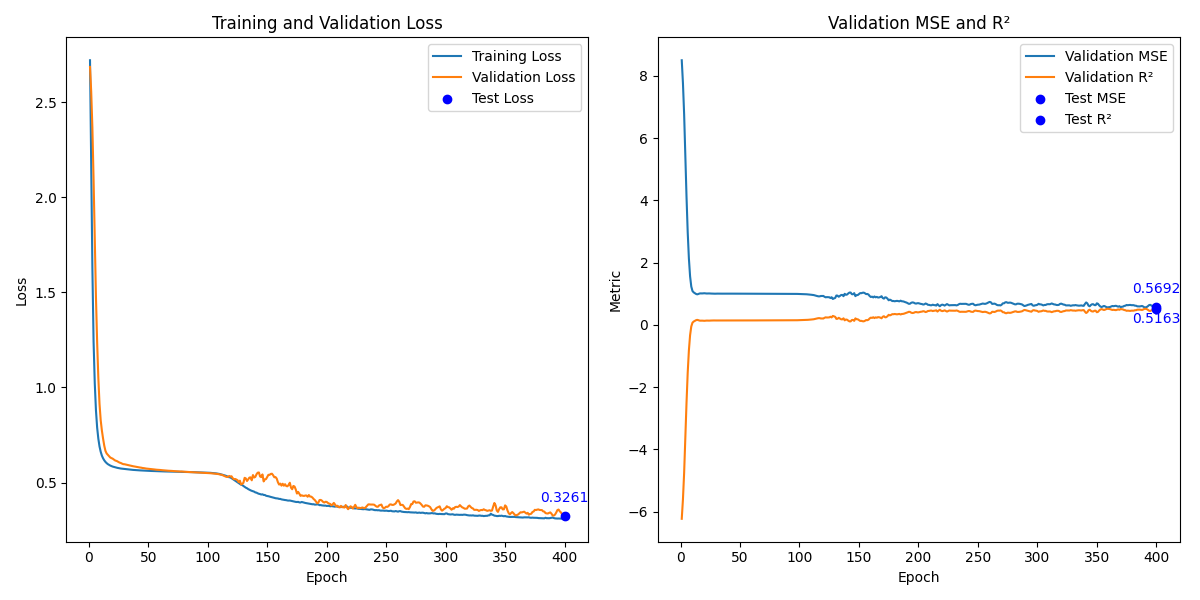 Training and Validation Loss
Training Loss
Validation Loss
Test Loss
2.5
2.0
1.5
1.0
0.5
Loss
0.3261
0 50 100 150 200 250 300 350 400
Epoch
Validation MSE and R²
Validation MSE
Validation R²
Test MSE
Test R²
8
6
4
2
0
−2
−4
−6
Metric
0.5692
0.5163
0 50 100 150 200 250 300 350 400
Epoch